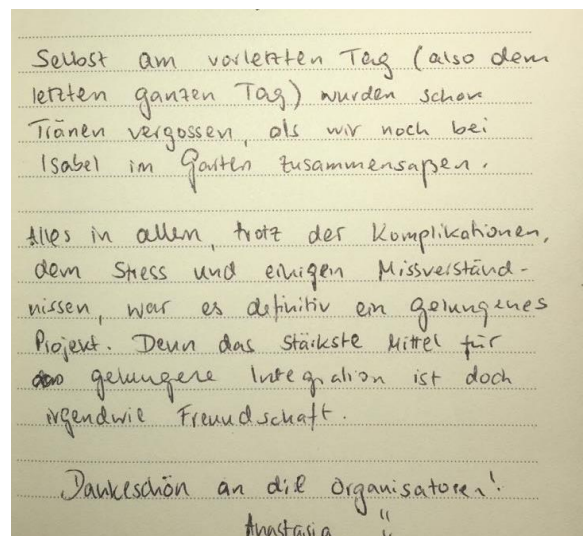 Selbst am vorletzten Tag (also dem
letzten ganzen Tag) wurden schon
Tränen vergossen, als wir noch bei
Isabel im Garten zusammensaßen.
Alles in allem, trotz der Komplikationen,
dem Stress und einigen Missverständ-
nissen, war es definitiv ein gelungenes
Projekt. Denn das stärkste Mittel für
gelungene Integration ist doch
irgendwie Freundschaft.
Dankeschön an die Organisatoren!
Anastasia